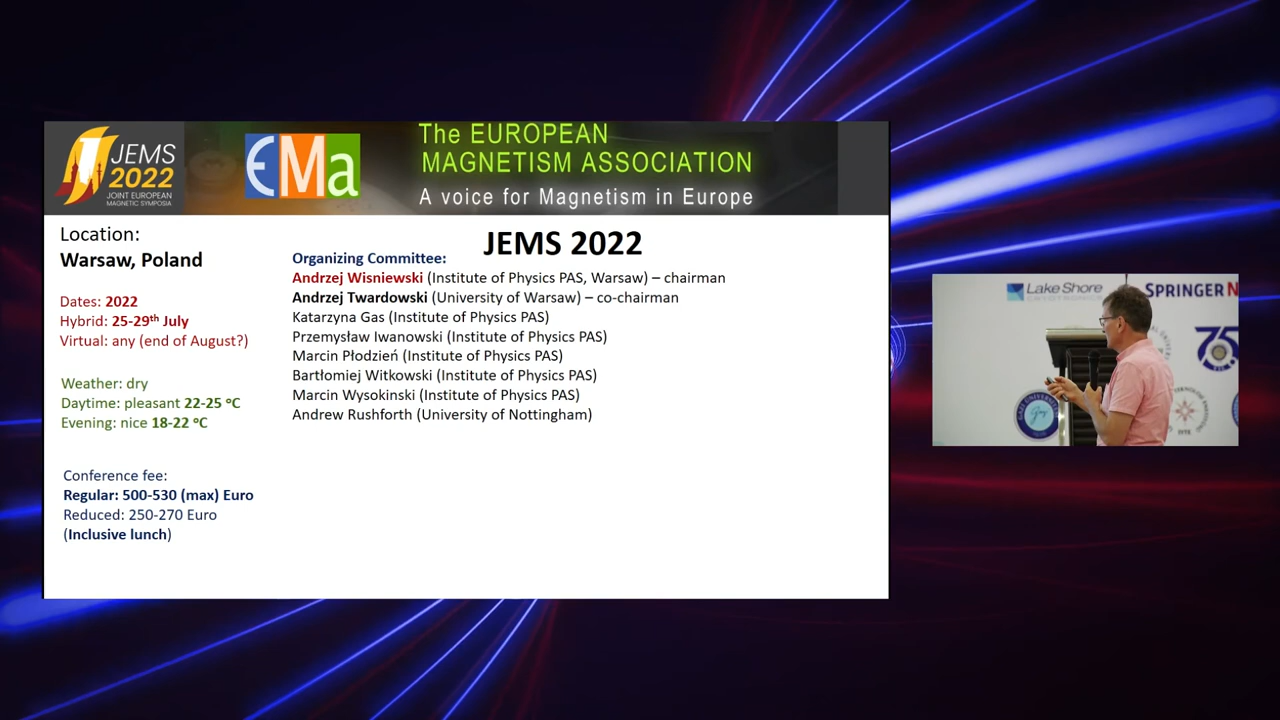 JEMS
2022
JOINT EUROPEAN
MAGNETIC SYMPOSIA
EMa
The EUROPEAN
MAGNETISM ASSOCIATION
A voice for Magnetism in Europe
JEMS 2022
Location:
Warsaw, Poland
Dates: 2022
Hybrid: 25-29th July
Virtual: any (end of August?)
Weather: dry
Daytime: pleasant 22-25 ºC
Evening: nice 18-22 ºC
Conference fee:
Regular: 500-530 (max) Euro
Reduced: 250-270 Euro
(Inclusive lunch)
Organizing Committee:
Andrzej Wisniewski (Institute of Physics PAS, Warsaw) – chairman
Andrzej Twardowski (University of Warsaw) – co-chairman
Katarzyna Gas (Institute of Physics PAS)
Przemysław Iwanowski (Institute of Physics PAS)
Marcin Płodzień (Institute of Physics PAS)
Bartłomiej Witkowski (Institute of Physics PAS)
Marcin Wysokinski (Institute of Physics PAS)
Andrew Rushforth (University of Nottingham)
Lake Shore
CRYOTRONICS
SPRINGER N
75